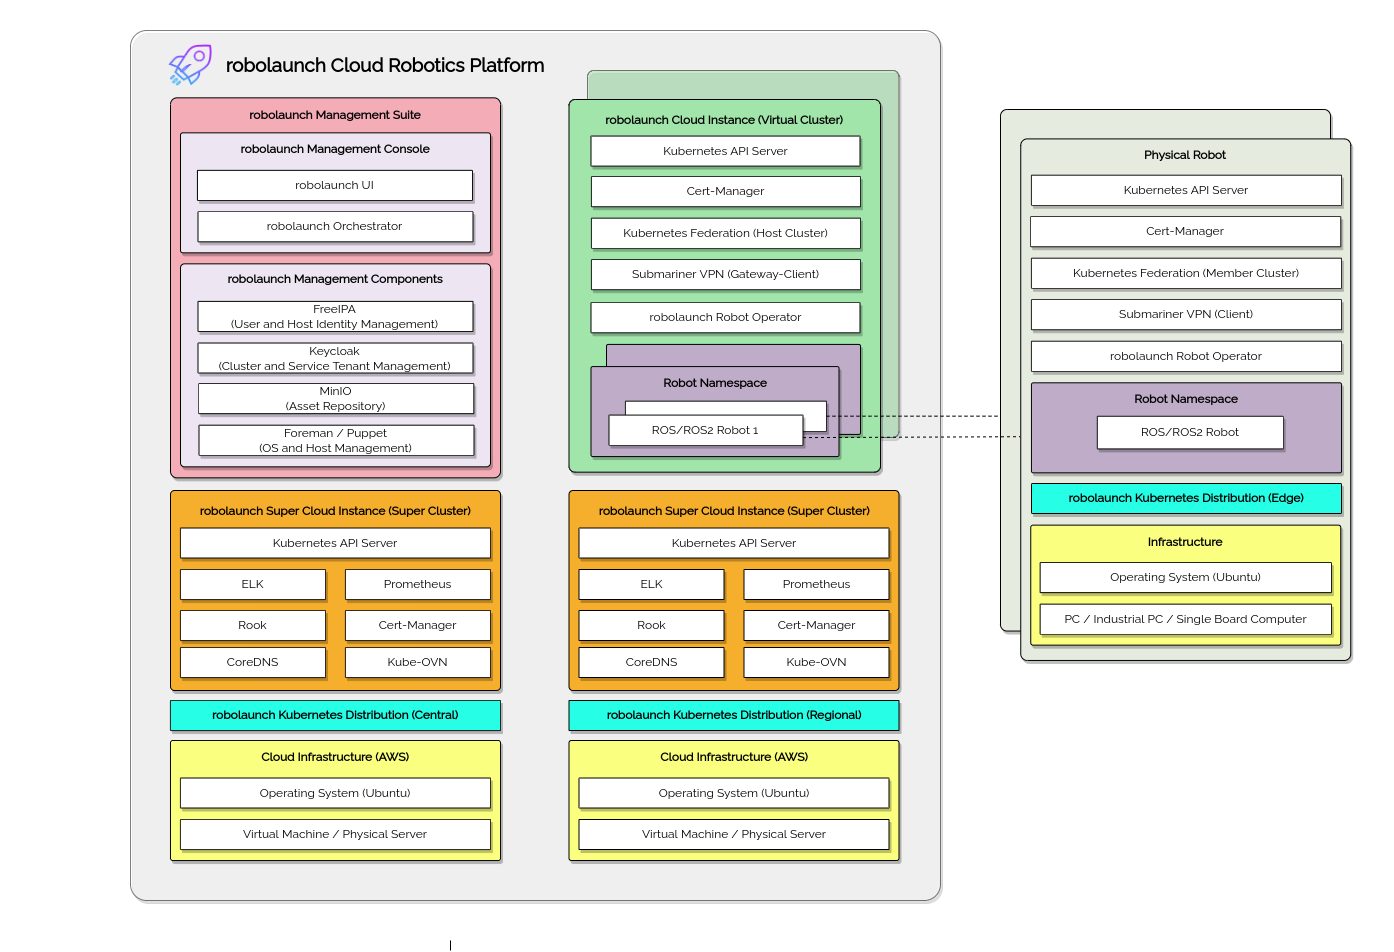 robolaunch Cloud Robotics Platform
robolaunch Management Suite
robolaunch Management Console
robolaunch UI
robolaunch Orchestrator
robolaunch Management Components
FreeIPA
(User and Host Identity Management)
Keycloak
(Cluster and Service Tenant Management)
MinIO
(Asset Repository)
Foreman / Puppet
(OS and Host Management)
robolaunch Super Cloud Instance (Super Cluster)
Kubernetes API Server
ELK
Prometheus
Rook
Cert-Manager
CoreDNS
Kube-OVN
robolaunch Kubernetes Distribution (Central)
Cloud Infrastructure (AWS)
Operating System (Ubuntu)
Virtual Machine / Physical Server
robolaunch Cloud Instance (Virtual Cluster)
Kubernetes API Server
Cert-Manager
Kubernetes Federation (Host Cluster)
Submariner VPN (Gateway-Client)
robolaunch Robot Operator
Robot Namespace
ROS/ROS2 Robot 1
robolaunch Super Cloud Instance (Super Cluster)
Kubernetes API Server
ELK
Prometheus
Rook
Cert-Manager
CoreDNS
Kube-OVN
robolaunch Kubernetes Distribution (Regional)
Cloud Infrastructure (AWS)
Operating System (Ubuntu)
Virtual Machine / Physical Server
Physical Robot
Kubernetes API Server
Cert-Manager
Kubernetes Federation (Member Cluster)
Submariner VPN (Client)
robolaunch Robot Operator
Robot Namespace
ROS/ROS2 Robot
robolaunch Kubernetes Distribution (Edge)
Infrastructure
Operating System (Ubuntu)
PC / Industrial PC / Single Board Computer